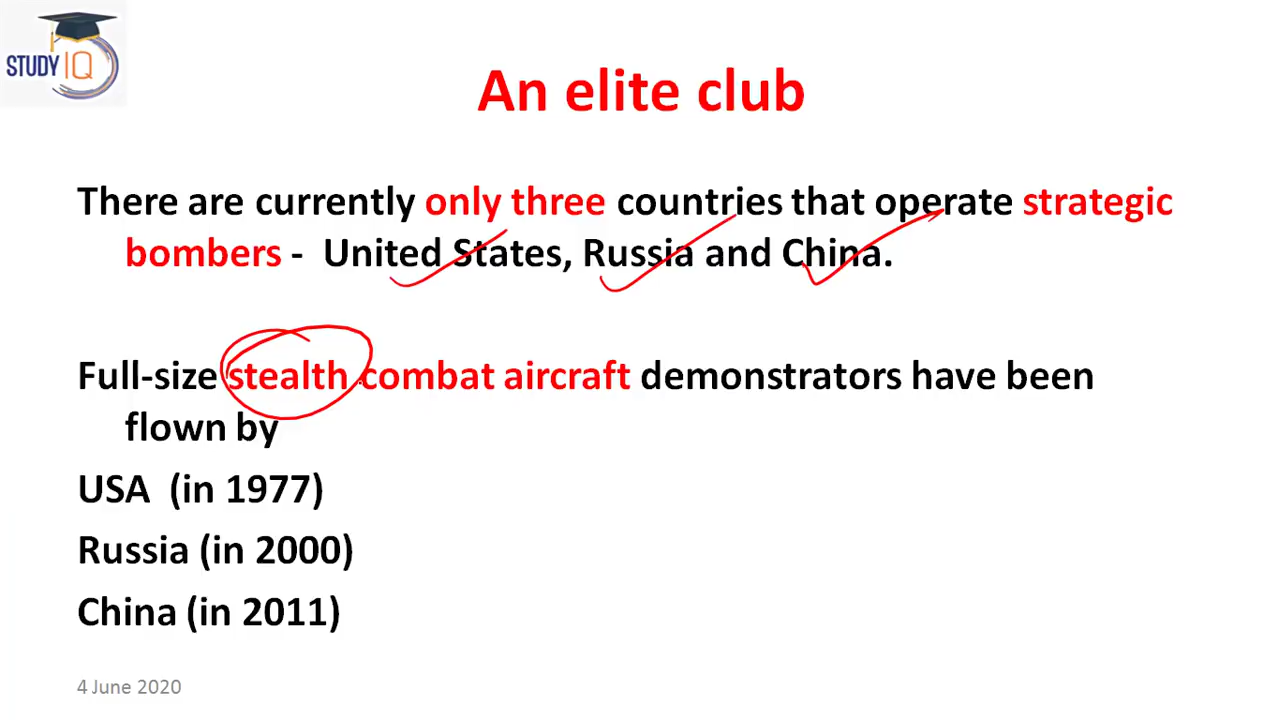 STUDY IQ
An elite club
There are currently only three countries that operate strategic
bombers - United States, Russia and China.
Full-size stealth combat aircraft demonstrators have been
flown by
USA (in 1977)
Russia (in 2000)
China (in 2011)
4 June 2020